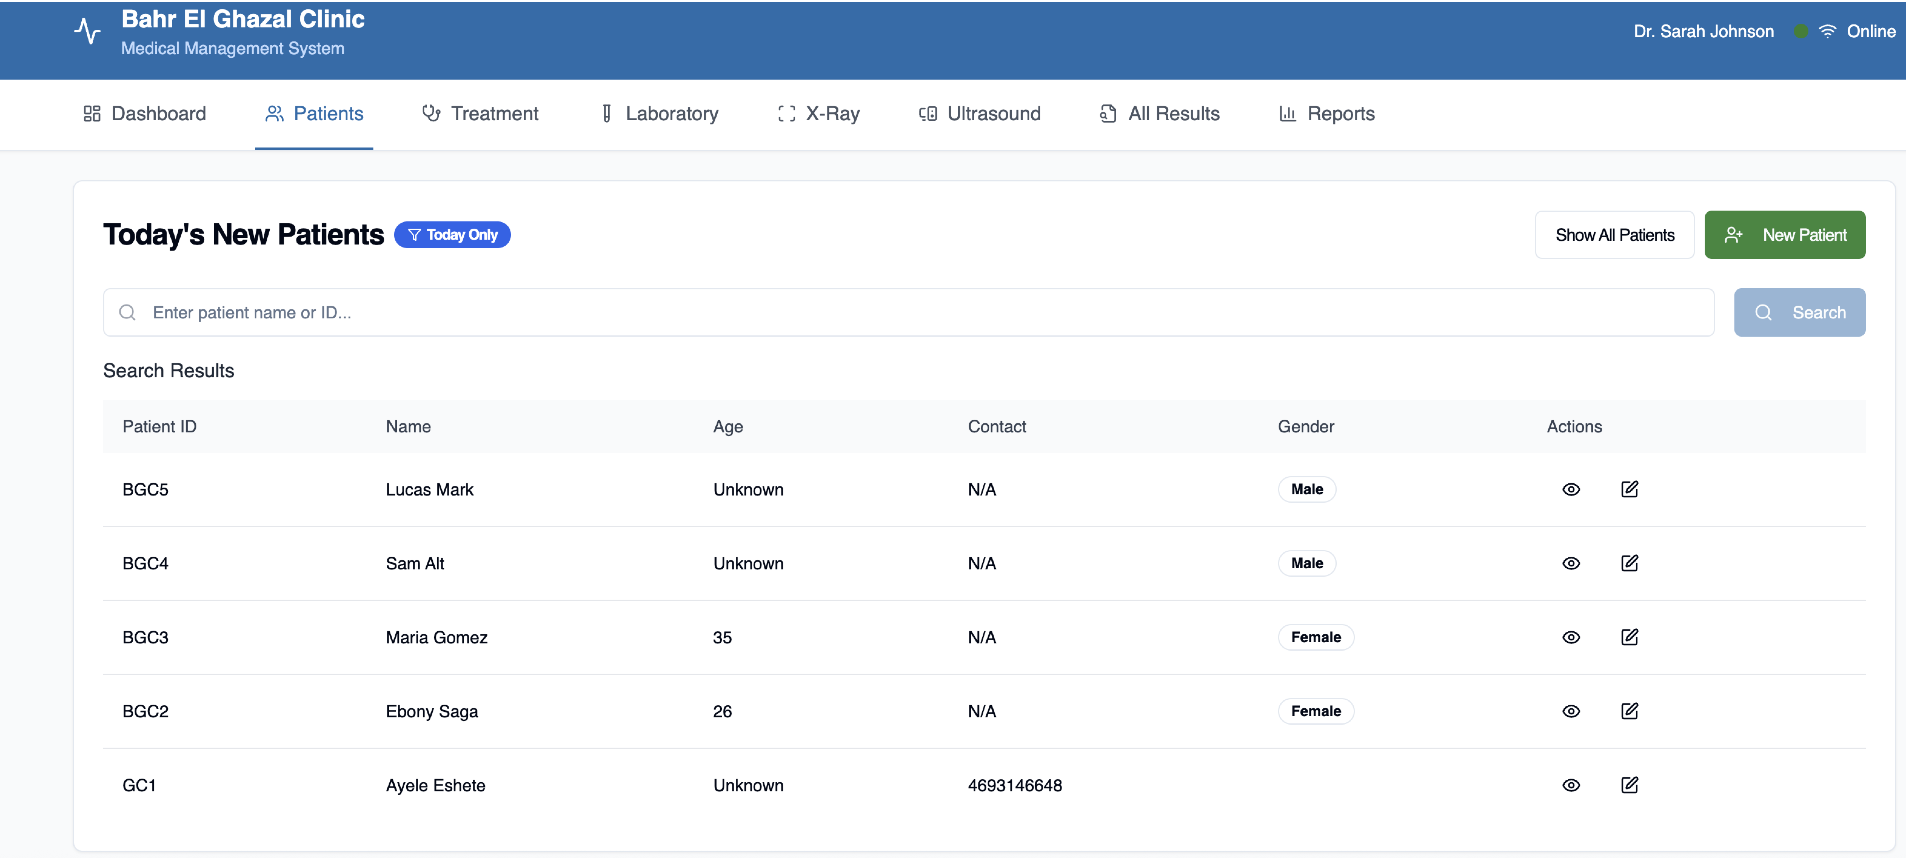 Bahr El Ghazal Clinic
Medical Management System
Dr. Sarah Johnson Online
Dashboard Patients Treatment Laboratory X-Ray Ultrasound All Results Reports
Today's New Patients Today Only Show All Patients New Patient
Enter patient name or ID... Search
Search Results
Patient ID Name Age Contact Gender Actions
BGC5 Lucas Mark Unknown N/A Male
BGC4 Sam Alt Unknown N/A Male
BGC3 Maria Gomez 35 N/A Female
BGC2 Ebony Saga 26 N/A Female
GC1 Ayele Eshete Unknown 4693146648